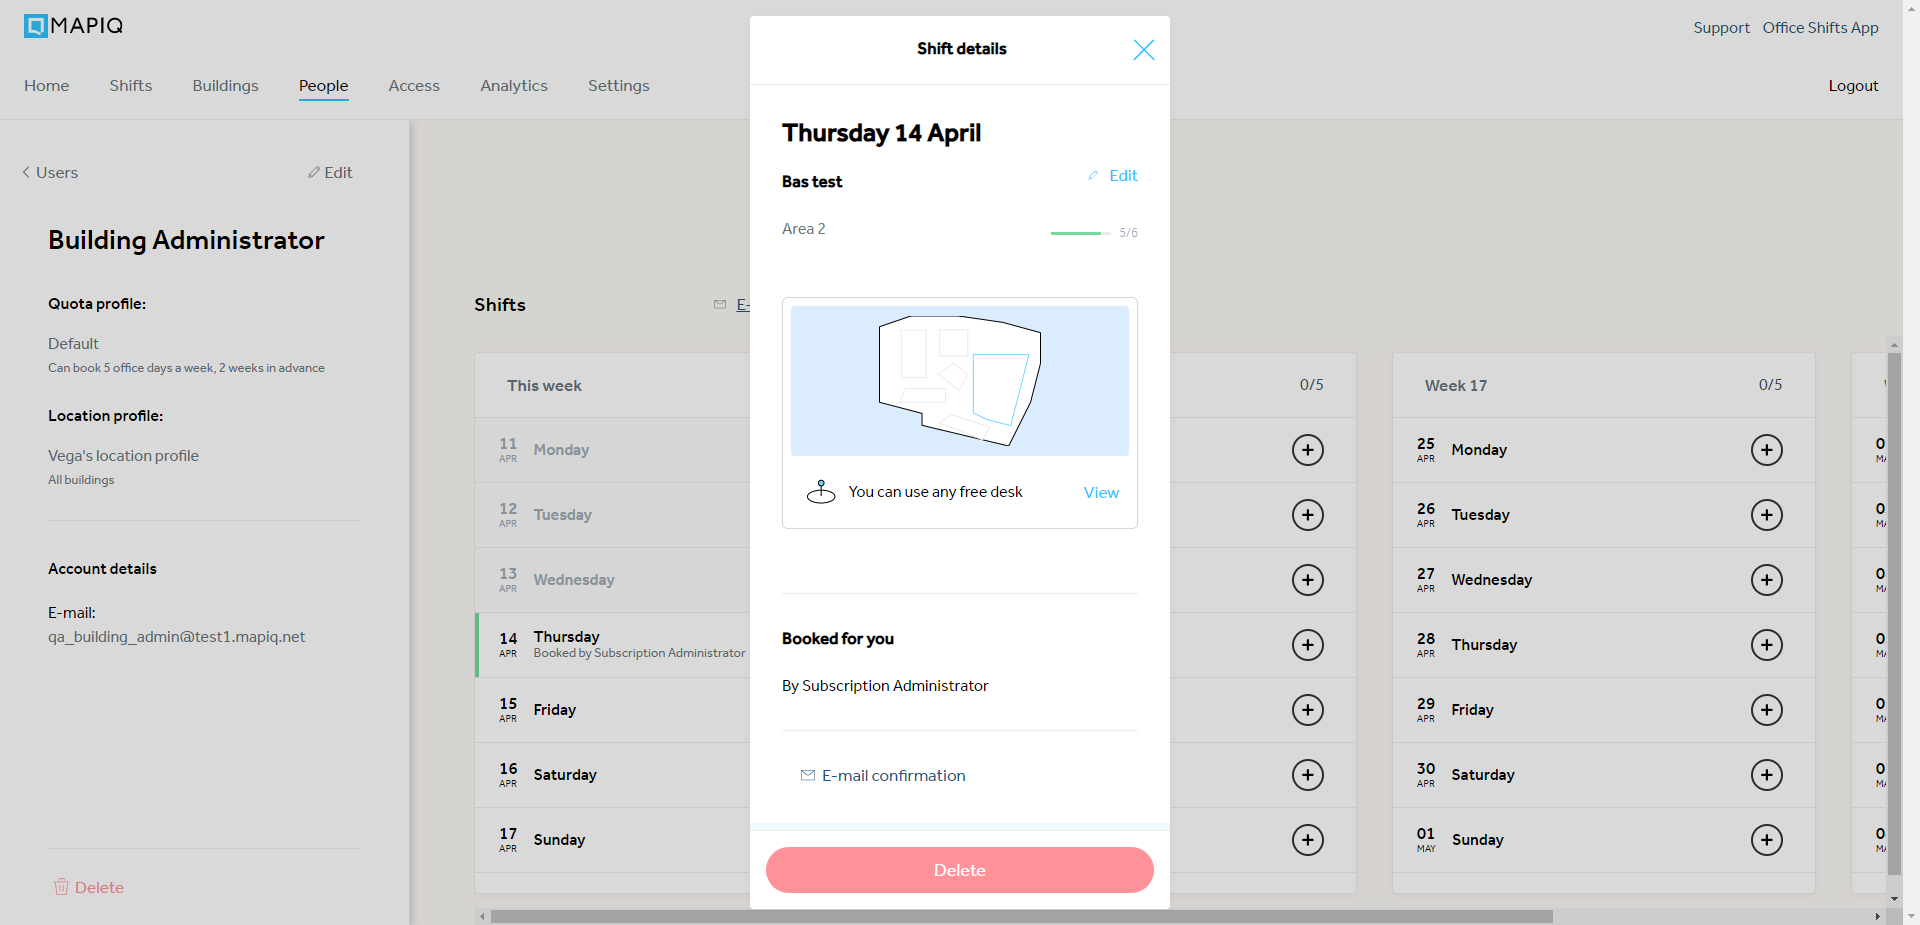 MAPIQ
Support Office Shifts App
Home Shifts Buildings People Access Analytics Settings
Logout
Users
Edit
Building Administrator
Quota profile:
Default
Can book 5 office days a week, 2 weeks in advance
Location profile:
Vega's location profile
All buildings
Account details
E-mail:
qa_building_admin@test1.mapiq.net
Delete
Shifts
E-
This week
11 APR Monday
12 APR Tuesday
13 APR Wednesday
14 APR Thursday
Booked by Subscription Administrator
15 APR Friday
16 APR Saturday
17 APR Sunday
Shift details
Thursday 14 April
Bas test
Edit
Area 2
5/6
You can use any free desk
View
Booked for you
By Subscription Administrator
E-mail confirmation
Delete
0/5
Week 17
0/5
25 APR Monday
26 APR Tuesday
27 APR Wednesday
28 APR Thursday
29 APR Friday
30 APR Saturday
01 MAY Sunday